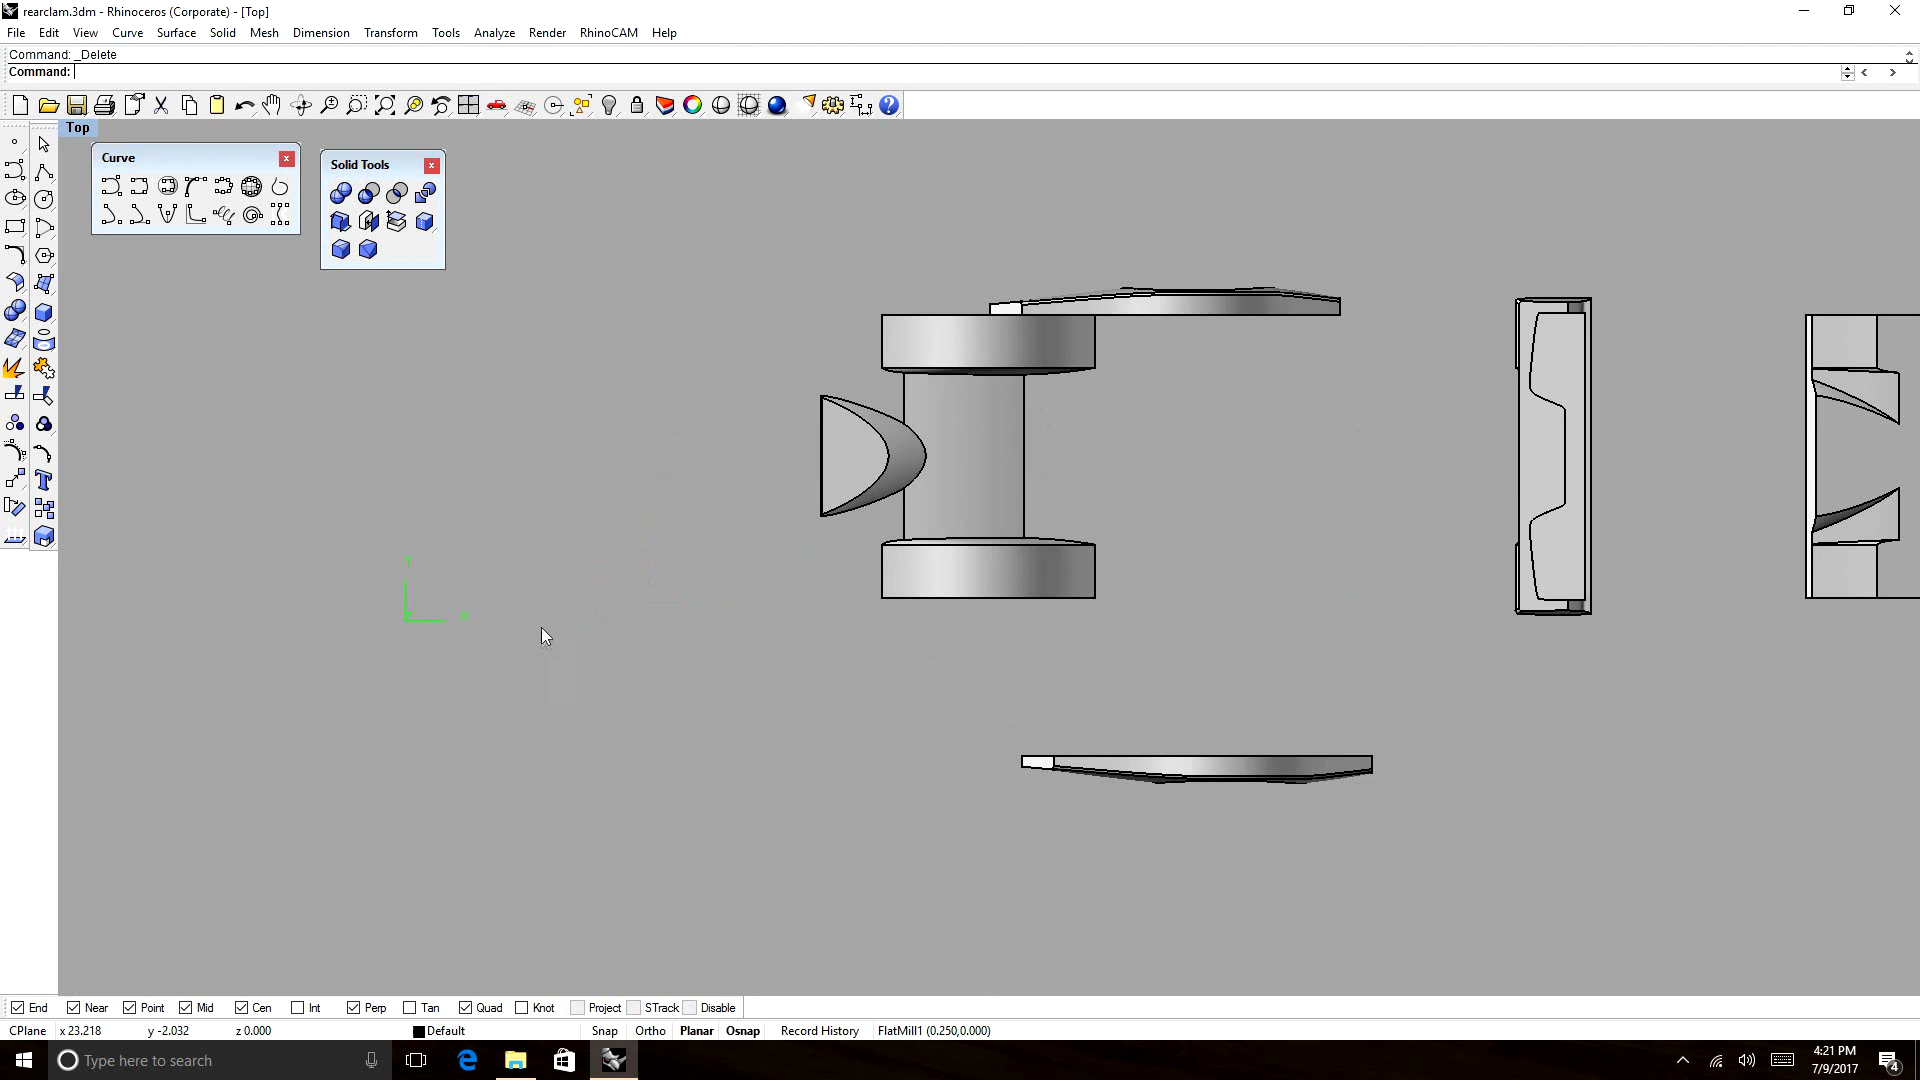 rearclam.3dm - Rhinoceros (Corporate) - [Top]
File Edit View Curve Surface Solid Mesh Dimension Transform Tools Analyze Render RhinoCAM Help
Command: _Delete
Command:
Top
Curve
Solid Tools
End Near Point Mid Cen Int Perp Tan Quad Knot Project STrack Disable
CPlane x 23.218 y -2.032 z 0.000 Default Snap Ortho Planar Osnap Record History FlatMill1 (0.250,0.000)
Type here to search
4:21 PM
7/9/2017
4